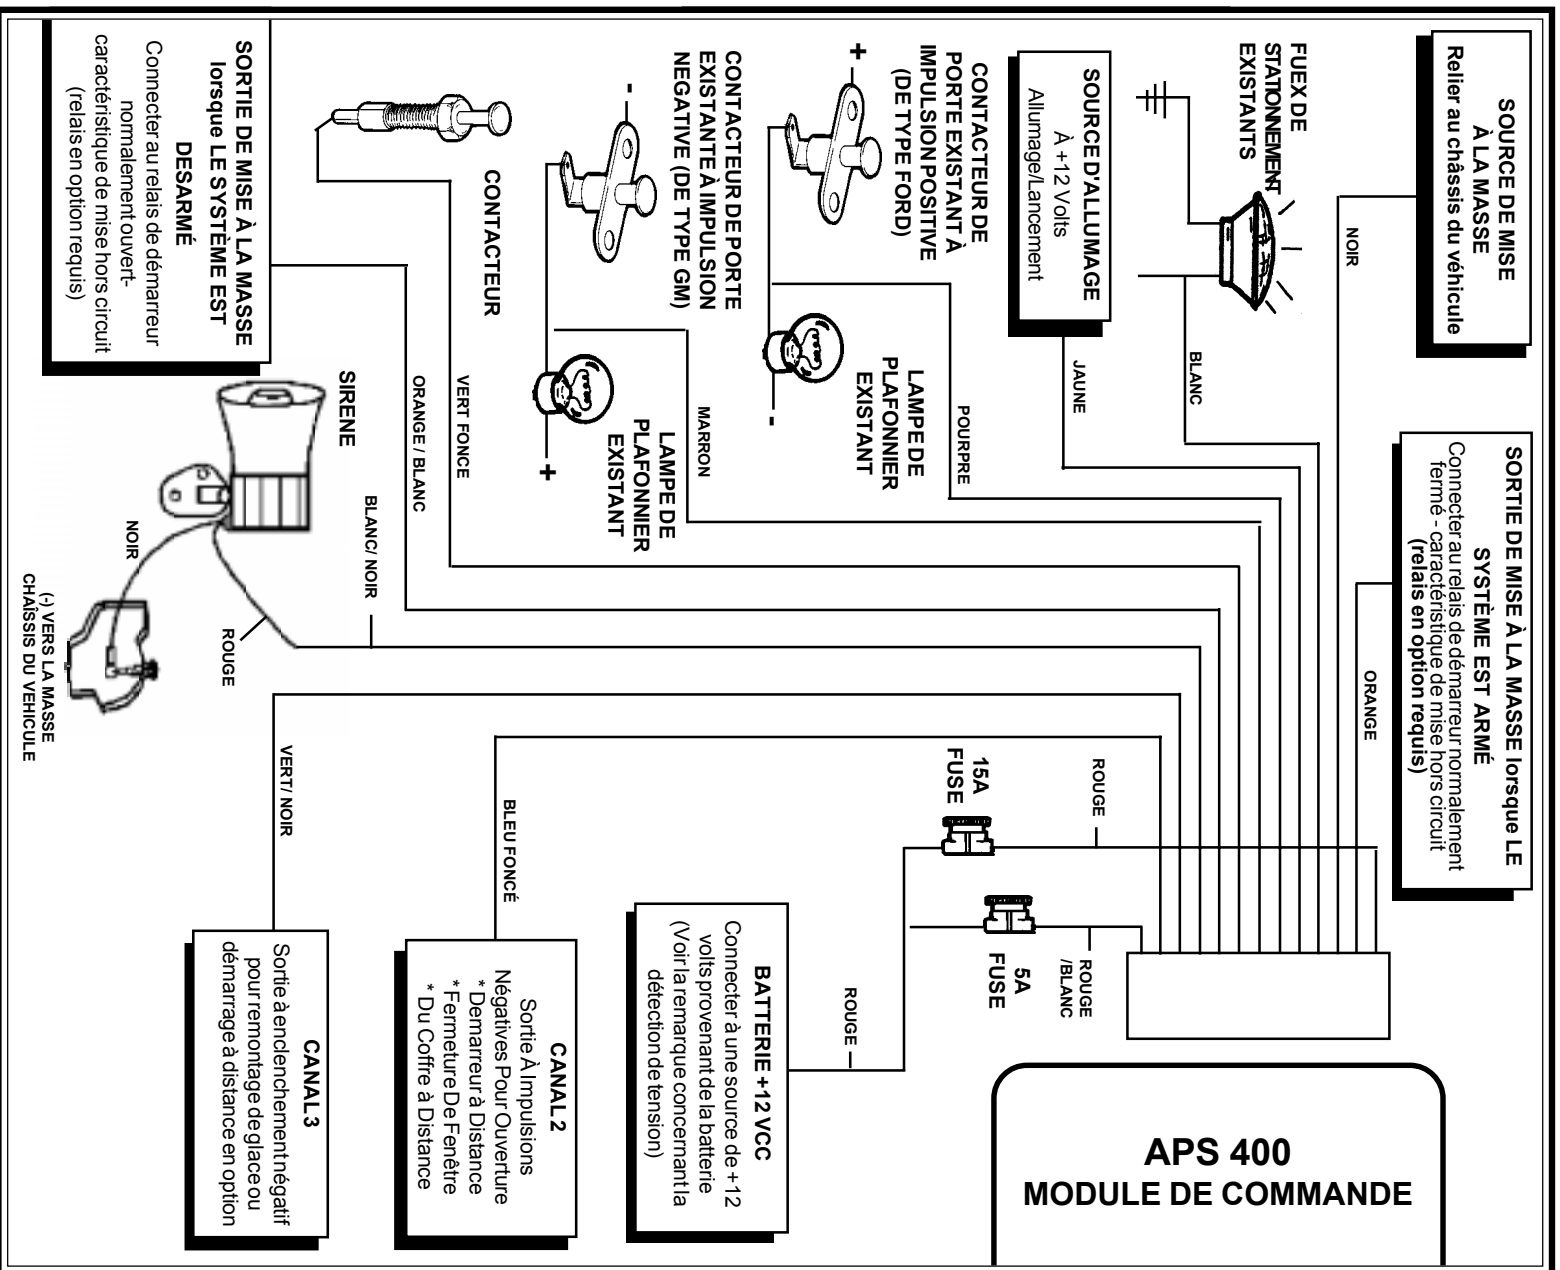 SOURCE DE MISE
À LA MASSE
Relier au châssis du véhicule
NOIR
SORTIE DE MISE À LA MASSE lorsque LE
SYSTÈME EST ARMÉ
Connecter au relais de démarreur normalement
fermé - caractéristique de mise hors circuit
(relais en option requis)
ORANGE
FUEX DE
STATIONNEMENT
EXISTANTS
BLANC
SOURCE D'ALLUMAGE
À +12 Volts
Allumage/Lancement
JAUNE
CONTACTEUR DE
PORTE EXISTANT À
IMPULSION POSITIVE
(DE TYPE FORD)
+
-
LAMPE DE
PLAFONNIER
EXISTANT
POURPRE
CONTACTEUR DE PORTE
EXISTANTE À IMPULSION
NEGATIVE (DE TYPE GM)
-
+
LAMPE DE
PLAFONNIER
EXISTANT
MARRON
CONTACTEUR
VERT FONCE
SORTIE DE MISE À LA MASSE
lorsque LE SYSTÈME EST
DESARMÉ
Connecter au relais de démarreur
normalement ouvert-
caractéristique de mise hors circuit
(relais en option requis)
ORANGE / BLANC
SIRENE
BLANC/ NOIR
NOIR
ROUGE
(-) VERS LA MASSE
CHAÎSSIS DU VEHICULE
15A
FUSE
ROUGE
5A
FUSE
ROUGE
/BLANC
ROUGE
BATTERIE +12 VCC
Connecter à une source de +12
volts provenant de la batterie
(Voir la remarque concernant la
détection de tension)
BLEU FONCÉ
CANAL 2
Sortie À Impulsions
Négatives Pour Ouverture
* Demarreur à Distance
* Fermeture De Fenêtre
* Du Coffre à Distance
VERT/ NOIR
CANAL 3
Sortie à enclenchement négatif
pour remontage de glace ou
démarrage à distance en option
APS 400
MODULE DE COMMANDE